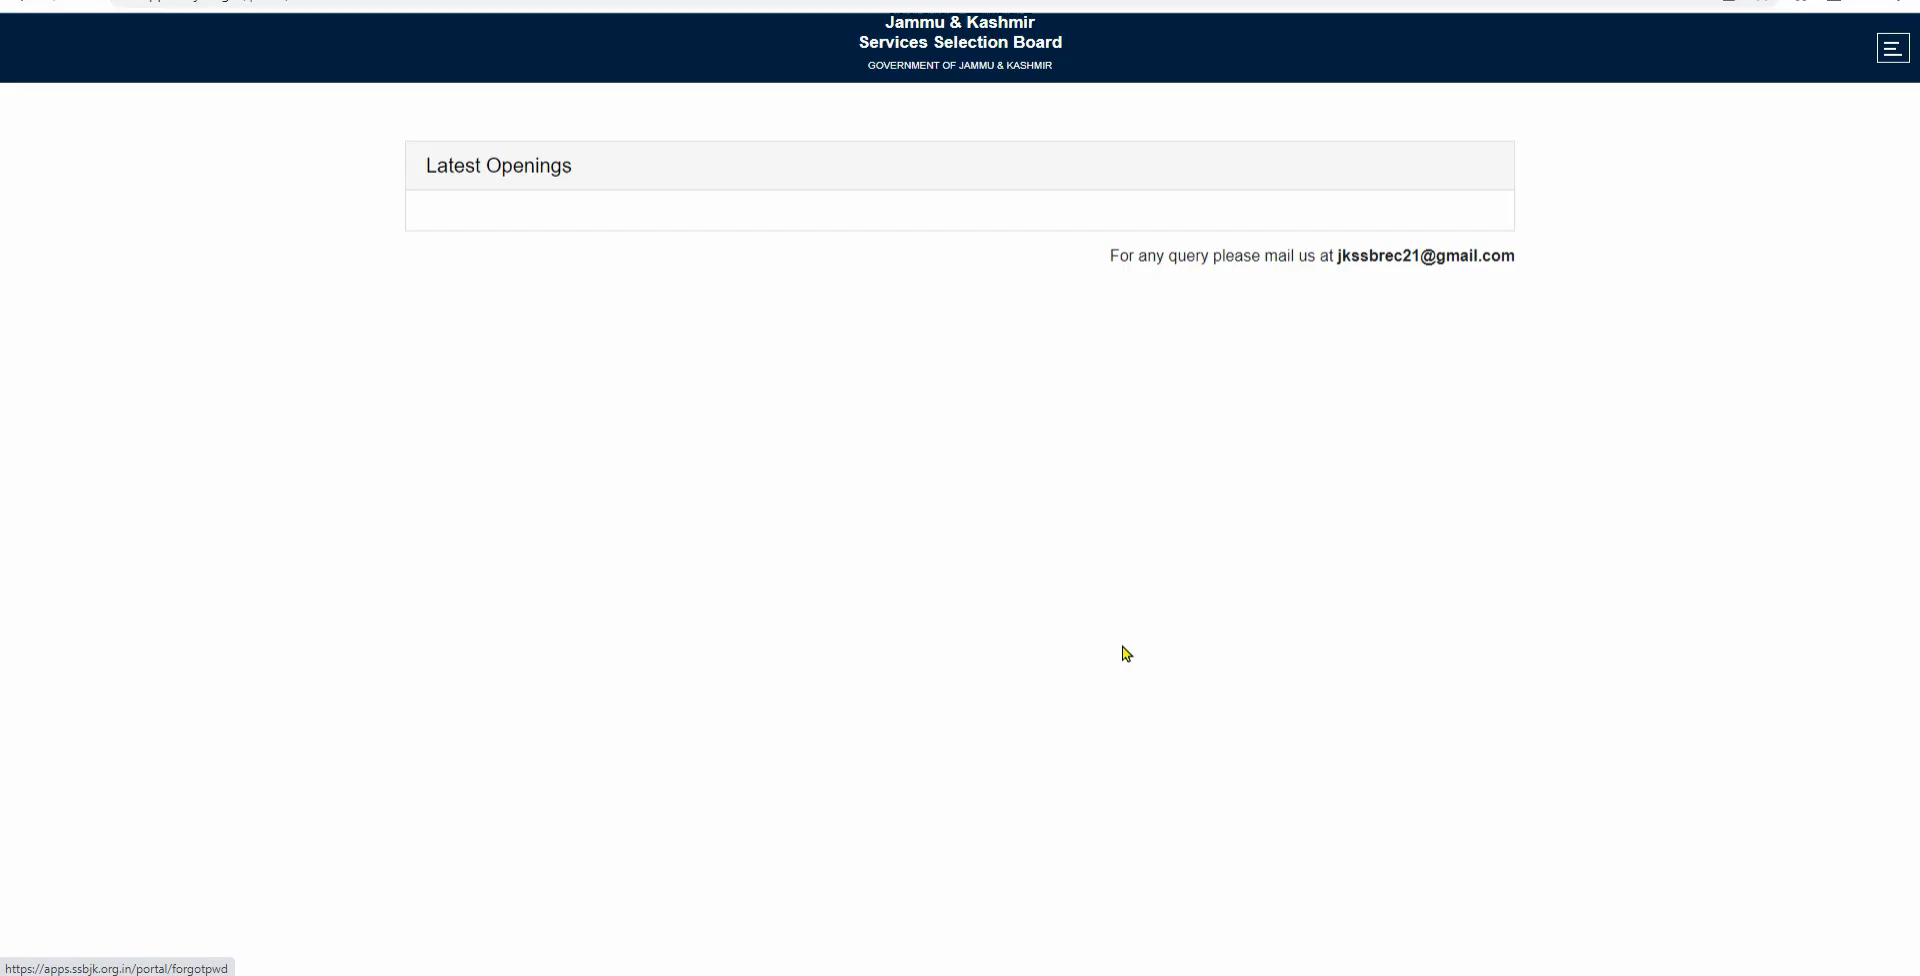 Jammu & Kashmir
Services Selection Board
GOVERNMENT OF JAMMU & KASHMIR
Latest Openings
For any query please mail us at jkssbrec21@gmail.com
https://apps.ssbjk.org.in/portal/forgotpwd